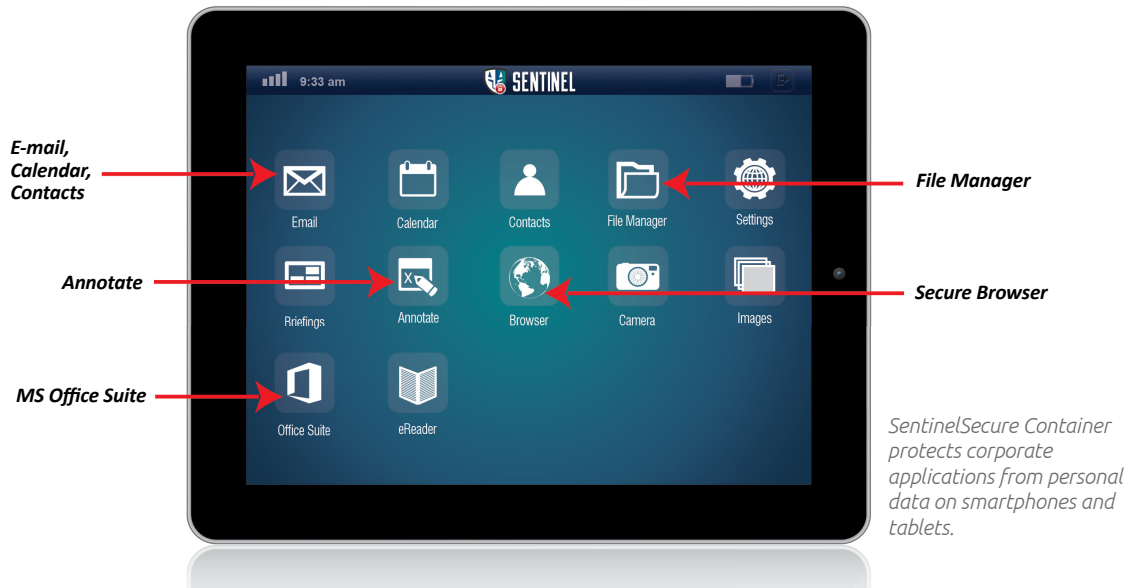 9:33 am
SENTINEL
E-mail,
Calendar,
Contacts
File Manager
Email
Calendar
Contacts
File Manager
Settings
Annotate
Secure Browser
Briefings
Annotate
Browser
Camera
Images
MS Office Suite
Office Suite
eReader
SentinelSecure Container
protects corporate
applications from personal
data on smartphones and
tablets.